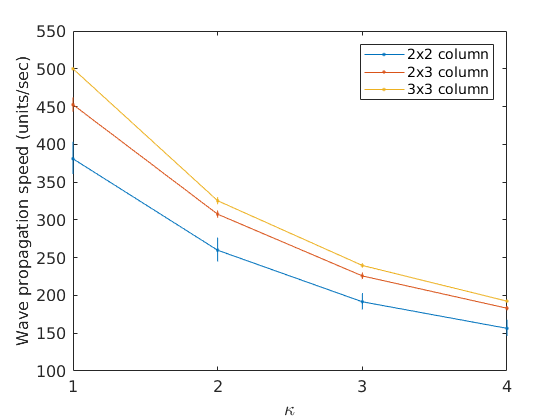 550
500
450
400
350
300
250
200
150
100
Wave propagation speed (units/sec)
2x2 column
2x3 column
3x3 column
1 2 3 4
κ